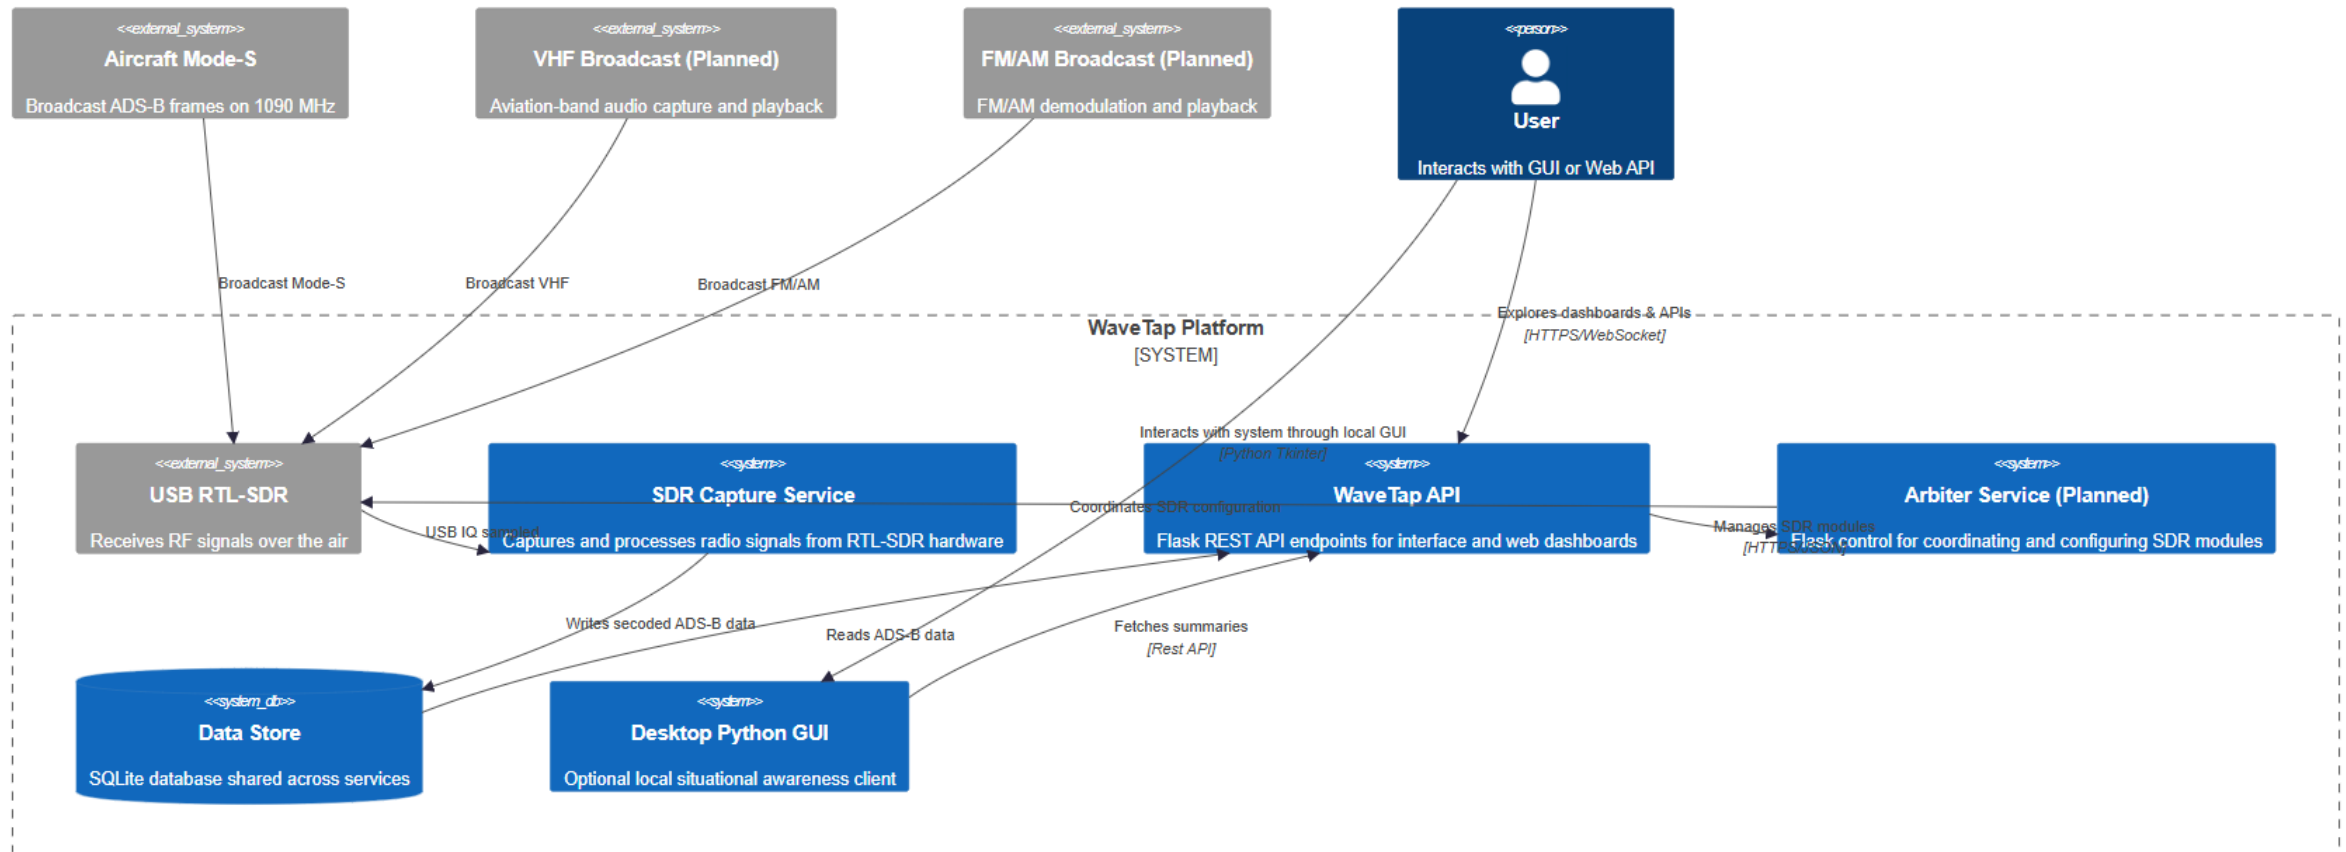 <<external_system>>
Aircraft Mode-S
Broadcast ADS-B frames on 1090 MHz
<<external_system>>
VHF Broadcast (Planned)
Aviation-band audio capture and playback
<<external_system>>
FM/AM Broadcast (Planned)
FM/AM demodulation and playback
<<person>>
User
Interacts with GUI or Web API
Broadcast Mode-S
Broadcast VHF
Broadcast FM/AM
Explores dashboards & APIs
[HTTPS/WebSocket]
WaveTap Platform
[SYSTEM]
Interacts with system through local GUI
[Python Tkinter]
<<external_system>>
USB RTL-SDR
Receives RF signals over the air
USB IQ sampled
<<system>>
SDR Capture Service
Captures and processes radio signals from RTL-SDR hardware
Coordinates SDR configuration
<<system>>
WaveTap API
Flask REST API endpoints for interface and web dashboards
Manages SDR modules
[HTTPS/JSON]
<<system>>
Arbiter Service (Planned)
Flask control for coordinating and configuring SDR modules
Writes secoded ADS-B data
Reads ADS-B data
Fetches summaries
[Rest API]
<<system_db>>
Data Store
SQLite database shared across services
<<system>>
Desktop Python GUI
Optional local situational awareness client